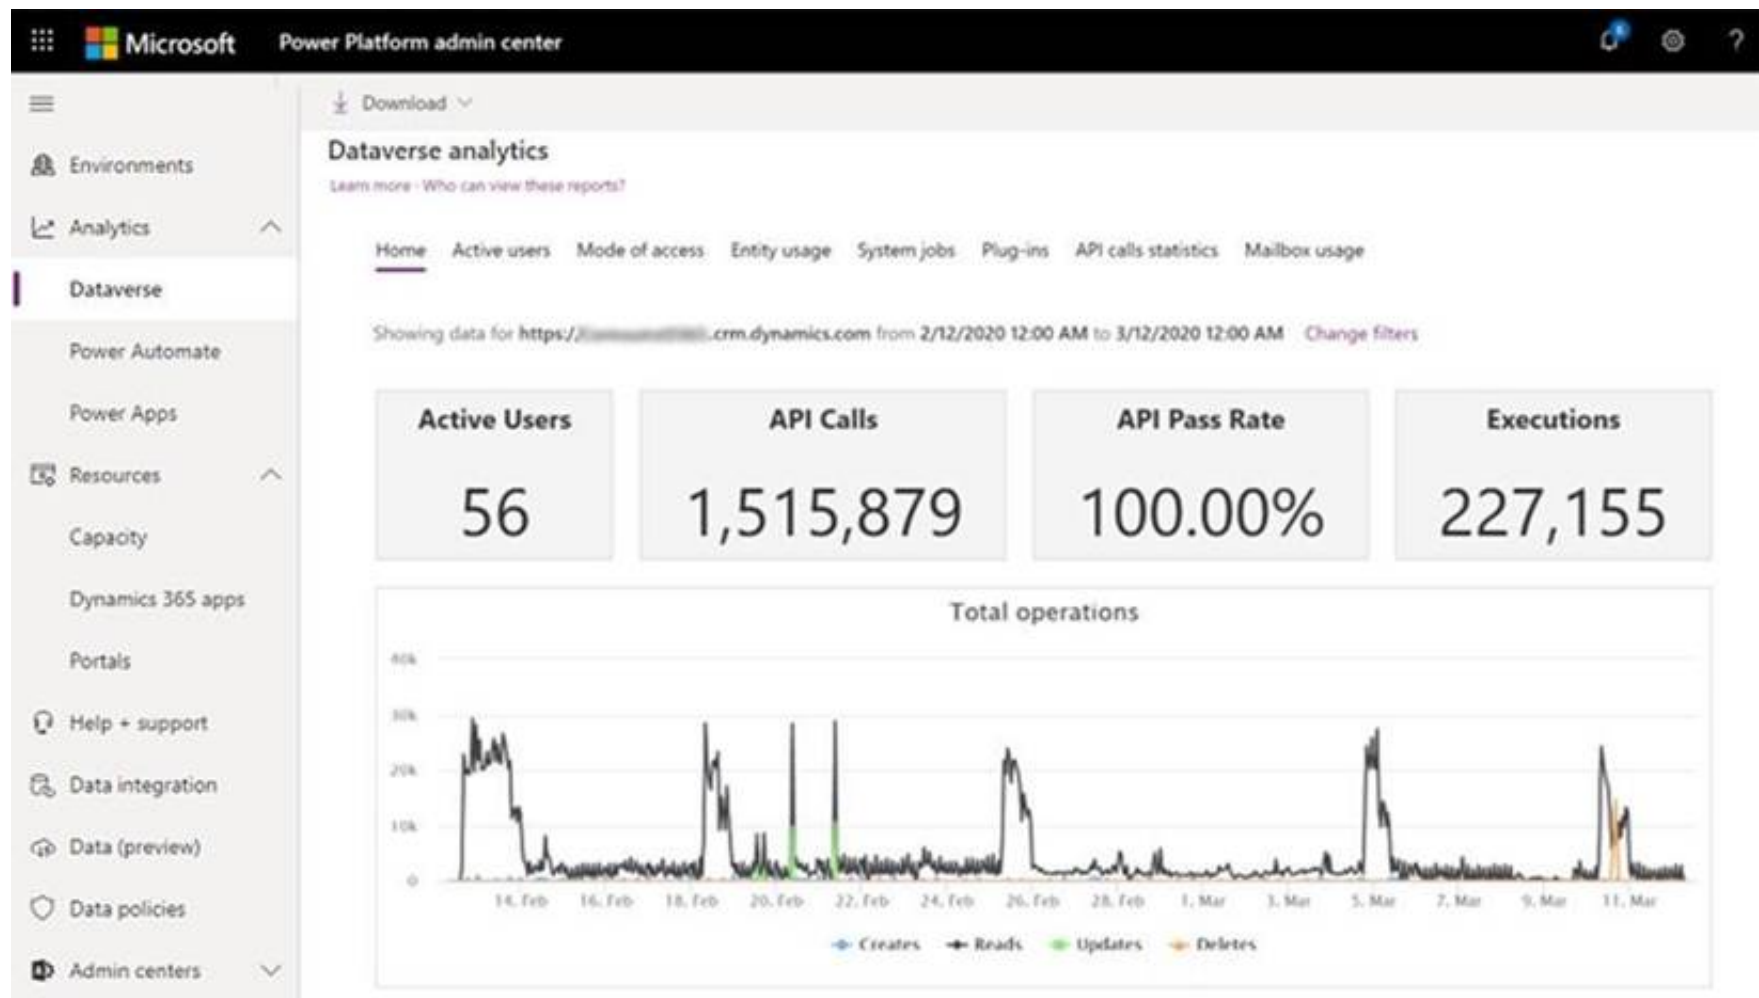 Microsoft Power Platform admin center
?
Download
Environments
Analytics
Dataverse
Power Automate
Power Apps
Resources
Capacity
Dynamics 365 apps
Portals
Help + support
Data integration
Data (preview)
Data policies
Admin centers
Dataverse analytics
Learn more - Who can view these reports?
Home Active users Mode of access Entity usage System jobs Plug-ins API calls statistics Mailbox usage
Showing data for https:/ .crm.dynamics.com from 2/12/2020 12:00 AM to 3/12/2020 12:00 AM Change filters
Active Users API Calls API Pass Rate Executions
56 1,515,879 100.00% 227,155
Total operations
40k
30k
20k
10k
0
14. Feb 16. Feb 18. Feb 20. Feb 22. Feb 24. Feb 26. Feb 28. Feb 1. Mar 3. Mar 5. Mar 7. Mar 9. Mar 11. Mar
Creates Reads Updates Deletes